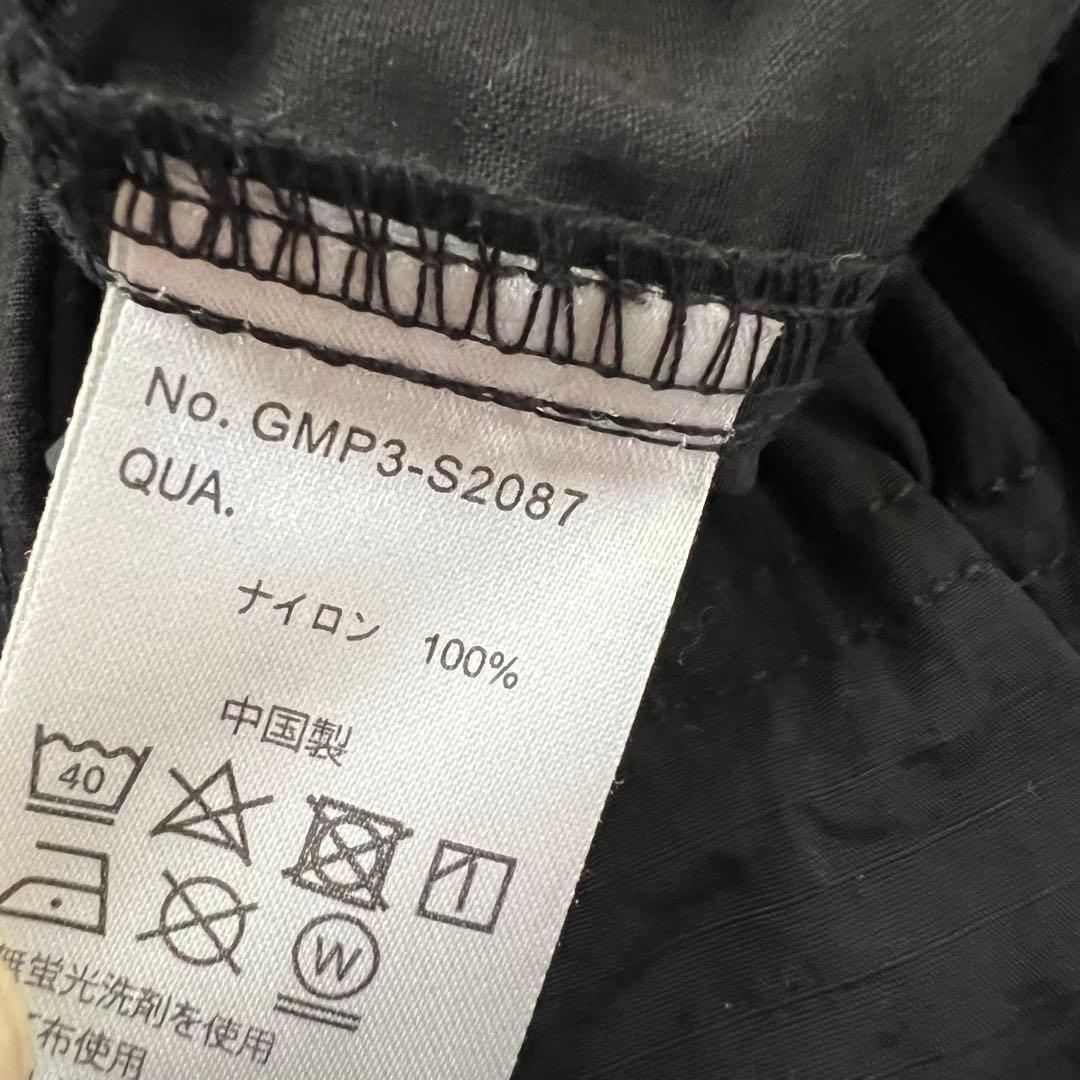 No. GMP3-S2087
QUA.
ナイロン 100%
中国製
40
W
蛍光洗剤を使用
布使用